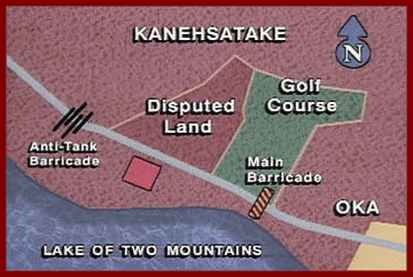 KANEHSATAKE
N
Golf
Course
Disputed
Land
Anti-Tank
Barricade
Main
Barricade
OKA
LAKE OF TWO MOUNTAINS